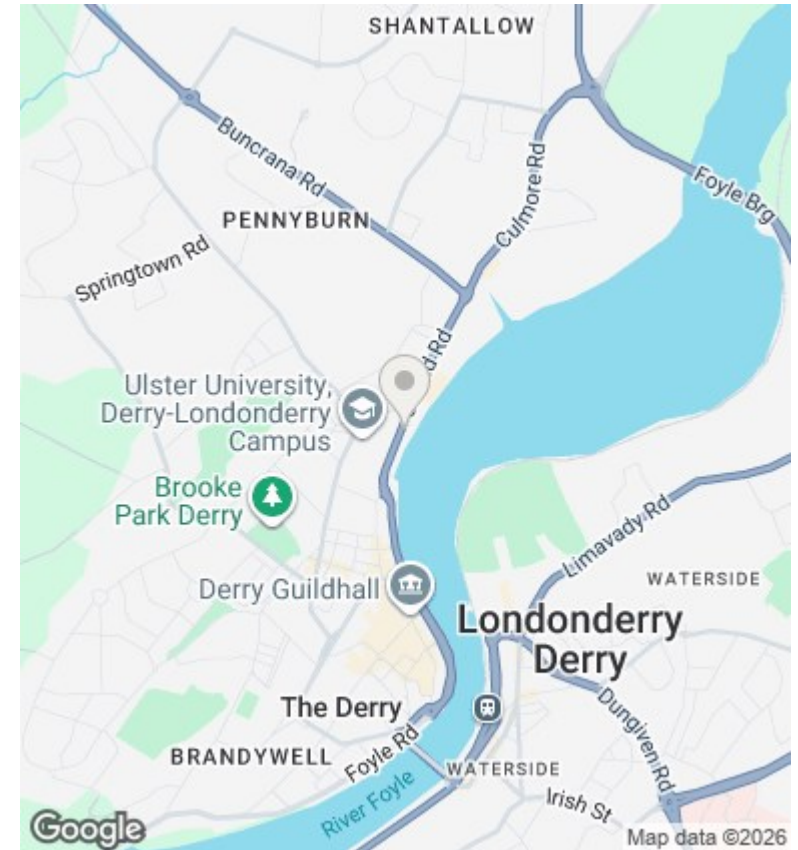 SHANTALLOW
Buncrana Rd
Culmore Rd
Foyle Brg
PENNYBURN
Springtown Rd
d Rd
Ulster University,
Derry-Londonderry
Campus
Brooke
Park Derry
Limavady Rd
WATERSIDE
Derry Guildhall
Londonderry
Derry
The Derry
Dungiven Rd
BRANDYWELL
Foyle Rd
WATERSIDE
River Foyle
Irish St
Google
Map data ©2026